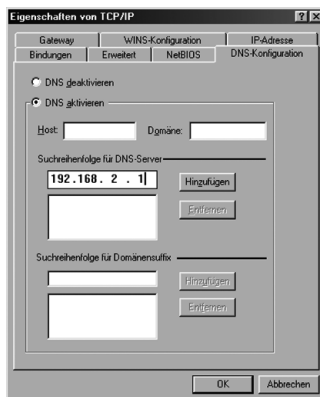 Eigenschaften von TCP/IP
Gateway WINS-Konfiguration IP-Adresse
Bindungen Erweitert NetBIOS DNS-Konfiguration
DNS deaktivieren
DNS aktivieren
Host: Domäne:
Suchreihenfolge für DNS-Server
192.168. 2 . 1
Hinzufügen
Entfernen
Suchreihenfolge für Domänensuffix
Hinzufügen
Entfernen
OK Abbrechen